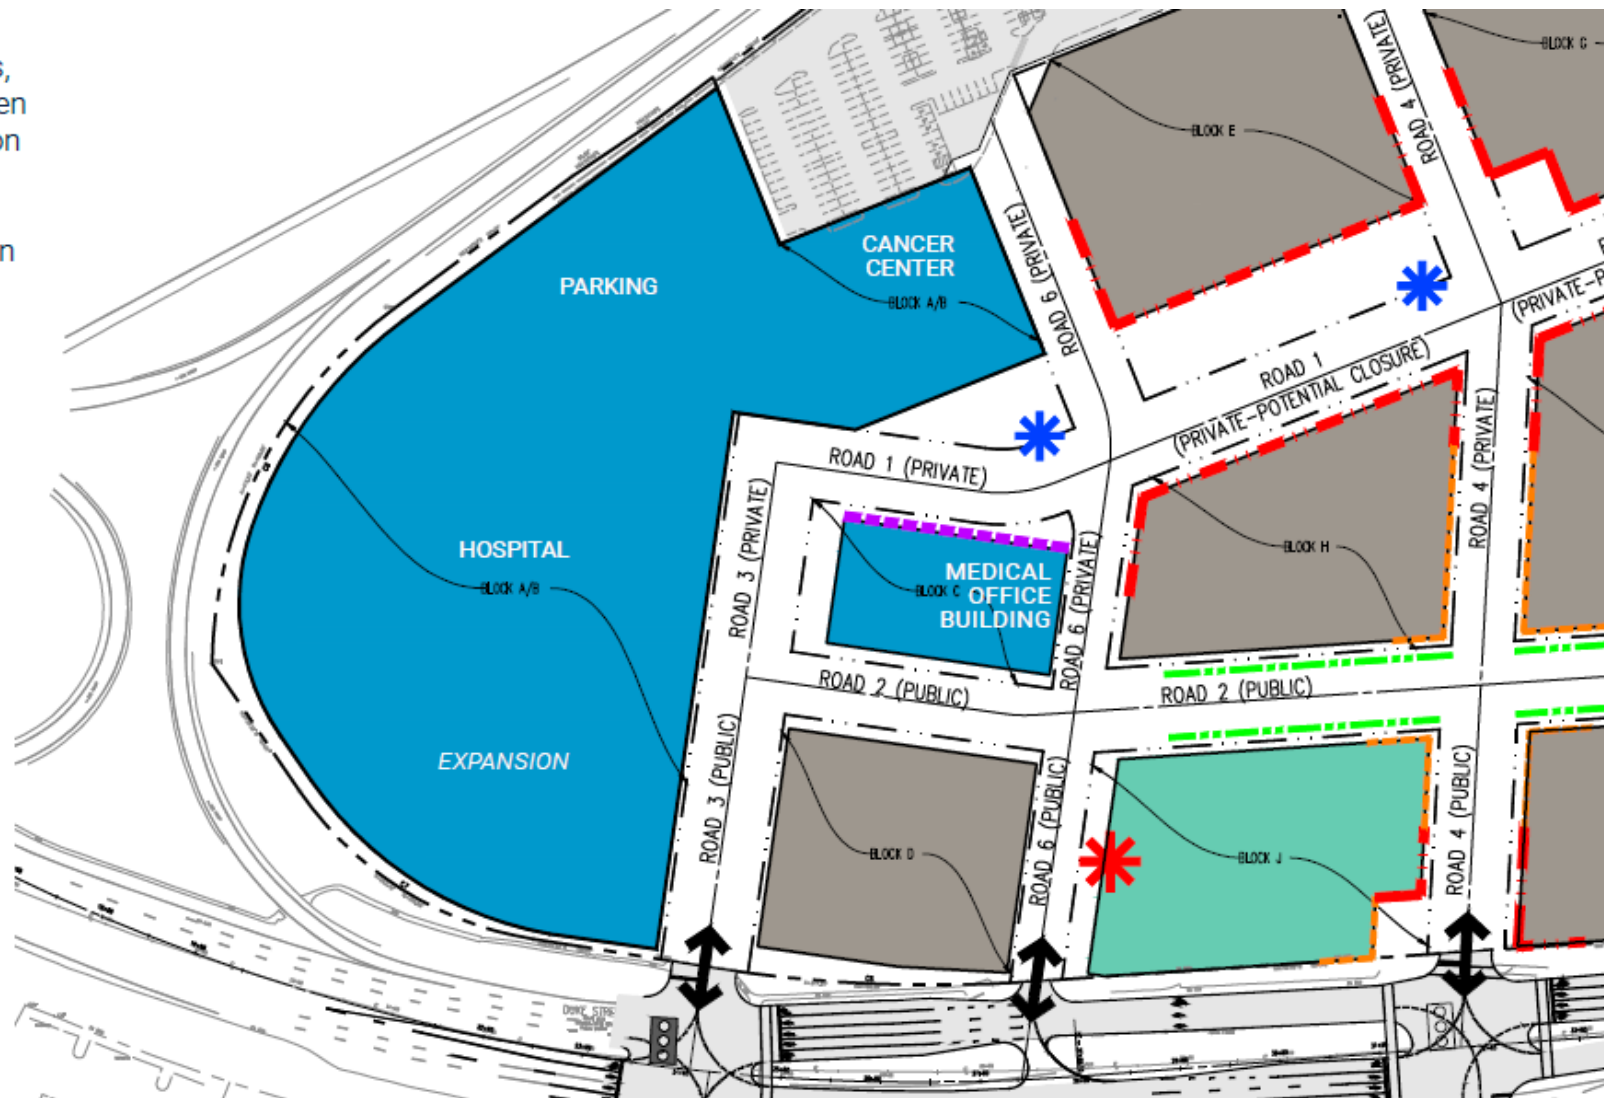 s,
en
on
n
BLOCK G
ROAD 4 (PRIVATE)
BLOCK E
CANCER
CENTER
PARKING
BLOCK A/B
ROAD 6 (PRIVATE)
ROAD 1
(PRIVATE-POTENTIAL CLOSURE)
(PRIVATE-P
ROAD 1 (PRIVATE)
ROAD 3 (PRIVATE)
ROAD 4 (PRIVATE)
HOSPITAL
BLOCK A/B
BLOCK H
MEDICAL
OFFICE
BUILDING
BLOCK C
ROAD 6 (PRIVATE)
ROAD 2 (PUBLIC)
ROAD 2 (PUBLIC)
EXPANSION
ROAD 3 (PUBLIC)
ROAD 6 (PUBLIC)
ROAD 4 (PUBLIC)
BLOCK D
BLOCK J